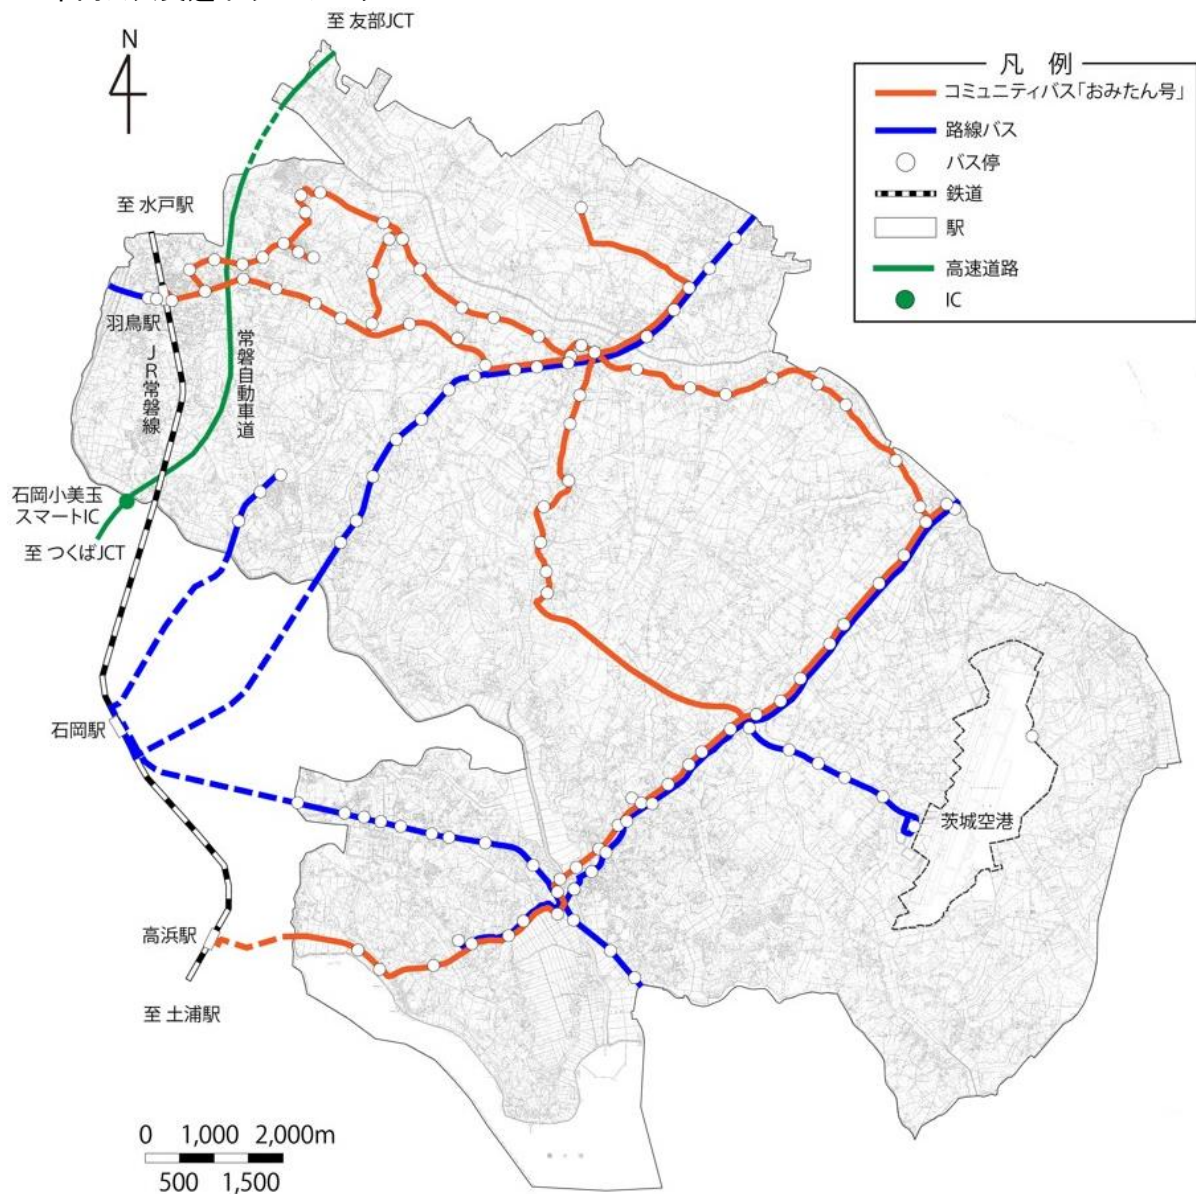 至 友部JCT
N
凡 例
コミュニティバス「おみたん号」
路線バス
バス停
鉄道
駅
高速道路
IC
至 水戸駅
羽鳥駅
JR常磐線
常磐自動車道
石岡小美玉
スマートIC
至 つくばJCT
石岡駅
茨城空港
高浜駅
至 土浦駅
0 1,000 2,000m
500 1,500